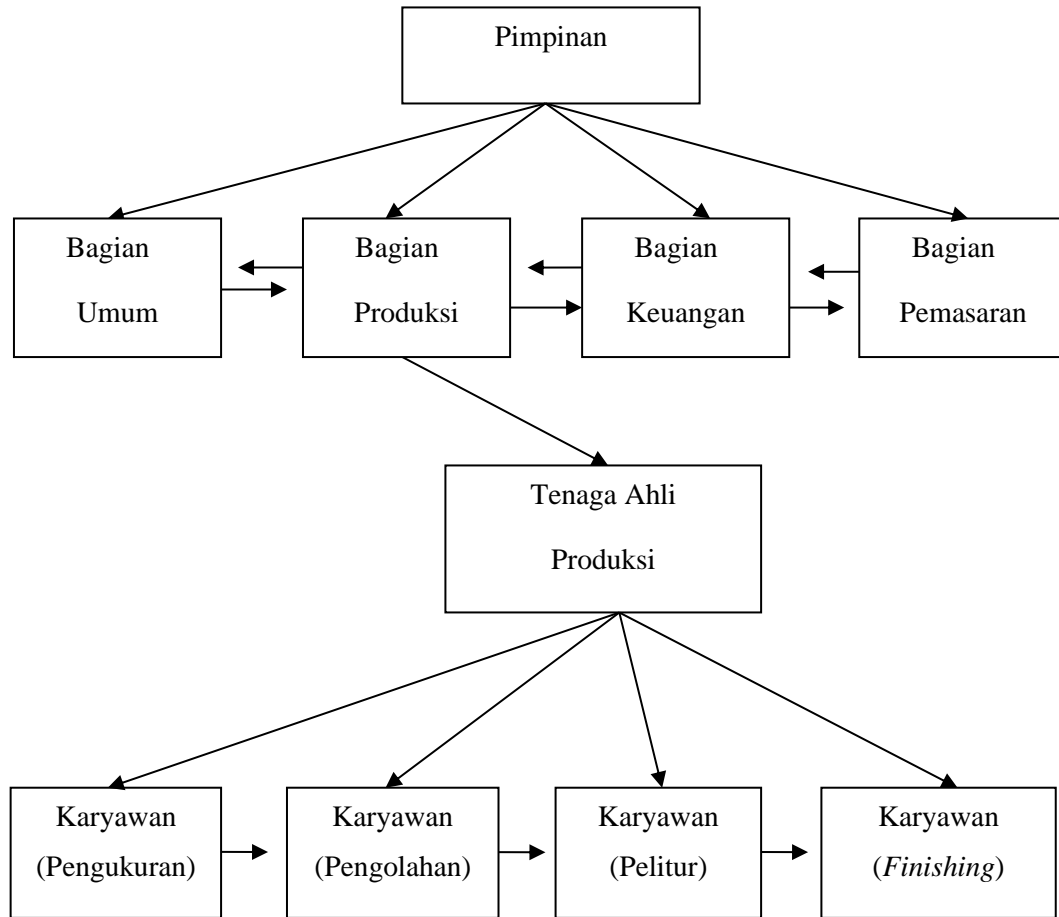 Pimpinan
Bagian
Umum
Bagian
Produksi
Bagian
Keuangan
Bagian
Pemasaran
Tenaga Ahli
Produksi
Karyawan
(Pengukuran)
Karyawan
(Pengolahan)
Karyawan
(Pelitur)
Karyawan
(Finishing)